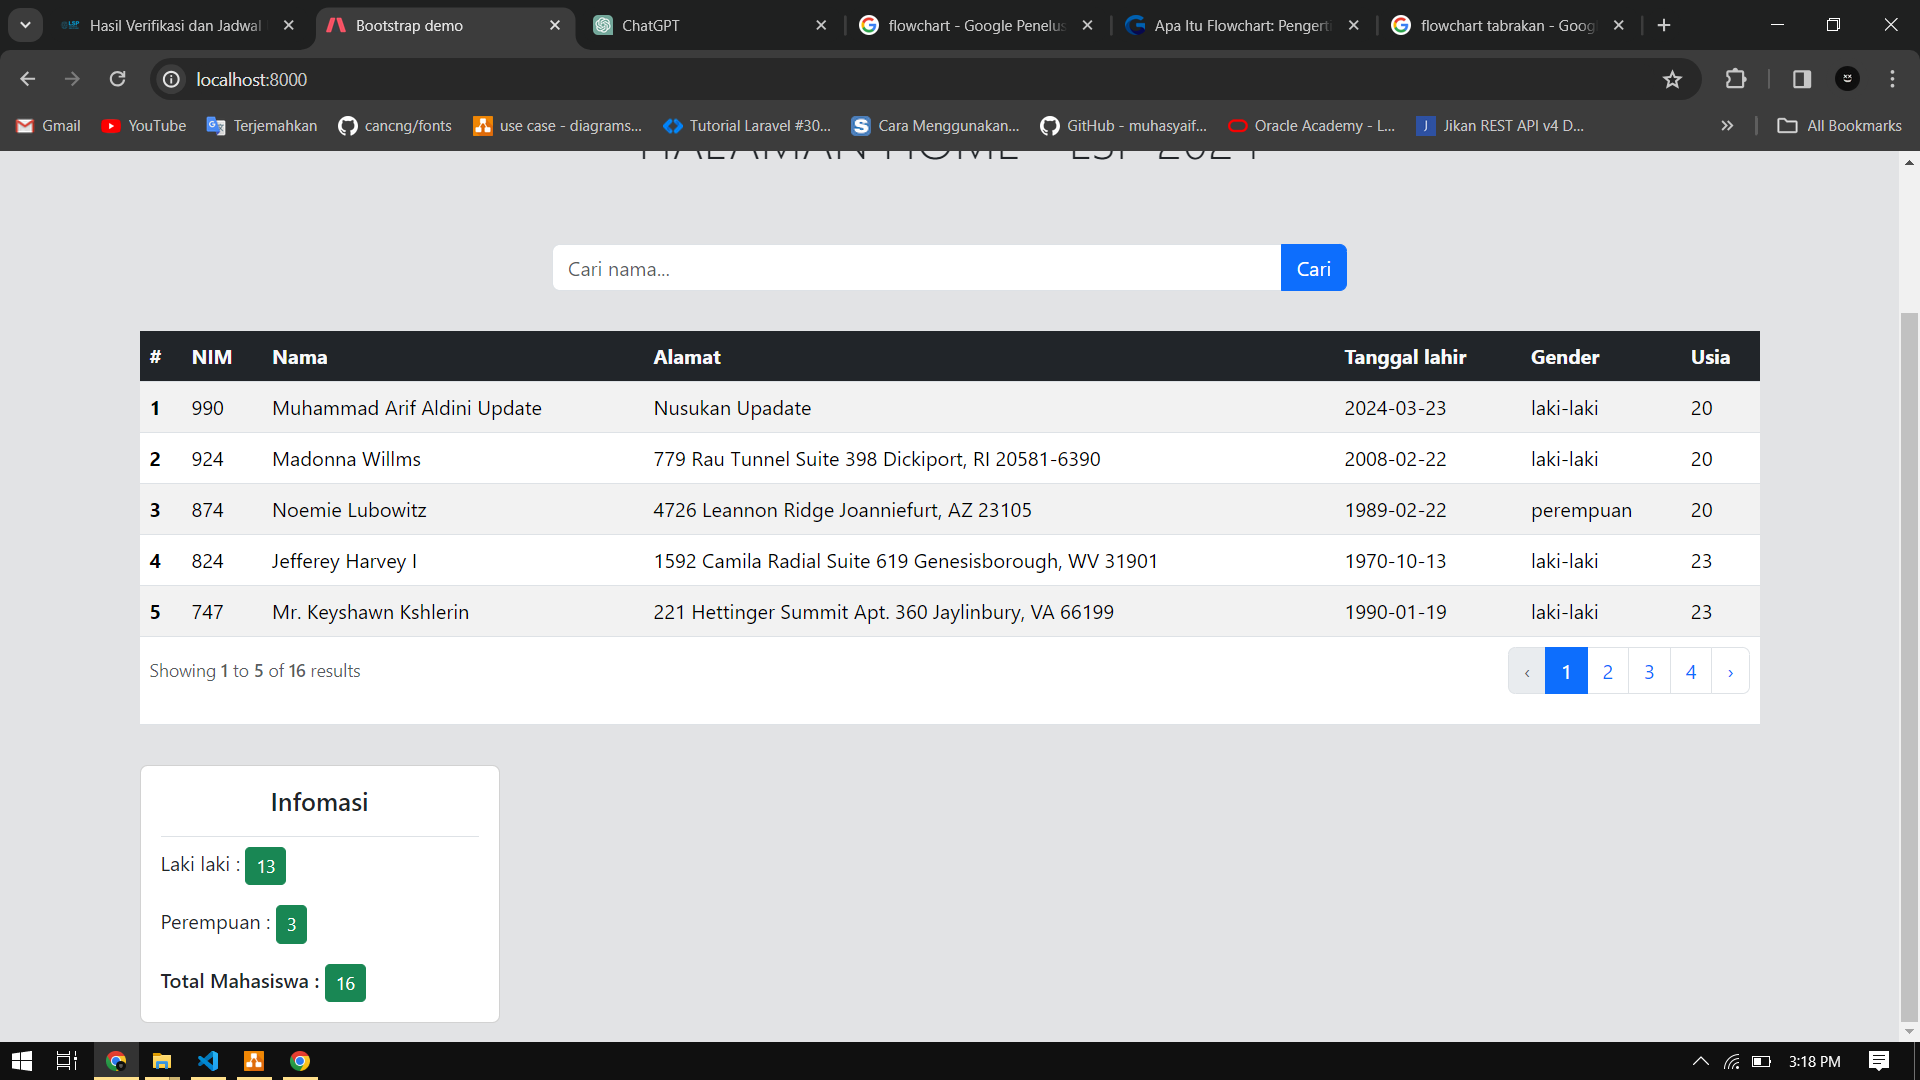 Hasil Verifikasi dan Jadwal
Bootstrap demo
ChatGPT
flowchart - Google Penelus
Apa Itu Flowchart: Pengerti
flowchart tabrakan - Goog
localhost:8000
Gmail
YouTube
Terjemahkan
cancng/fonts
use case - diagrams...
Tutorial Laravel #30...
Cara Menggunakan...
GitHub - muhasyaif...
Oracle Academy - L...
Jikan REST API v4 D...
All Bookmarks
HALAMAN HOME - LSP 2024
Cari nama...
Cari
# NIM Nama Alamat Tanggal lahir Gender Usia
1 990 Muhammad Arif Aldini Update Nusukan Upadate 2024-03-23 laki-laki 20
2 924 Madonna Willms 779 Rau Tunnel Suite 398 Dickiport, RI 20581-6390 2008-02-22 laki-laki 20
3 874 Noemie Lubowitz 4726 Leannon Ridge Joanniefurt, AZ 23105 1989-02-22 perempuan 20
4 824 Jefferey Harvey I 1592 Camila Radial Suite 619 Genesisborough, WV 31901 1970-10-13 laki-laki 23
5 747 Mr. Keyshawn Kshlerin 221 Hettinger Summit Apt. 360 Jaylinbury, VA 66199 1990-01-19 laki-laki 23
Showing 1 to 5 of 16 results
‹ 1 2 3 4 ›
Infomasi
Laki laki : 13
Perempuan : 3
Total Mahasiswa : 16
3:18 PM